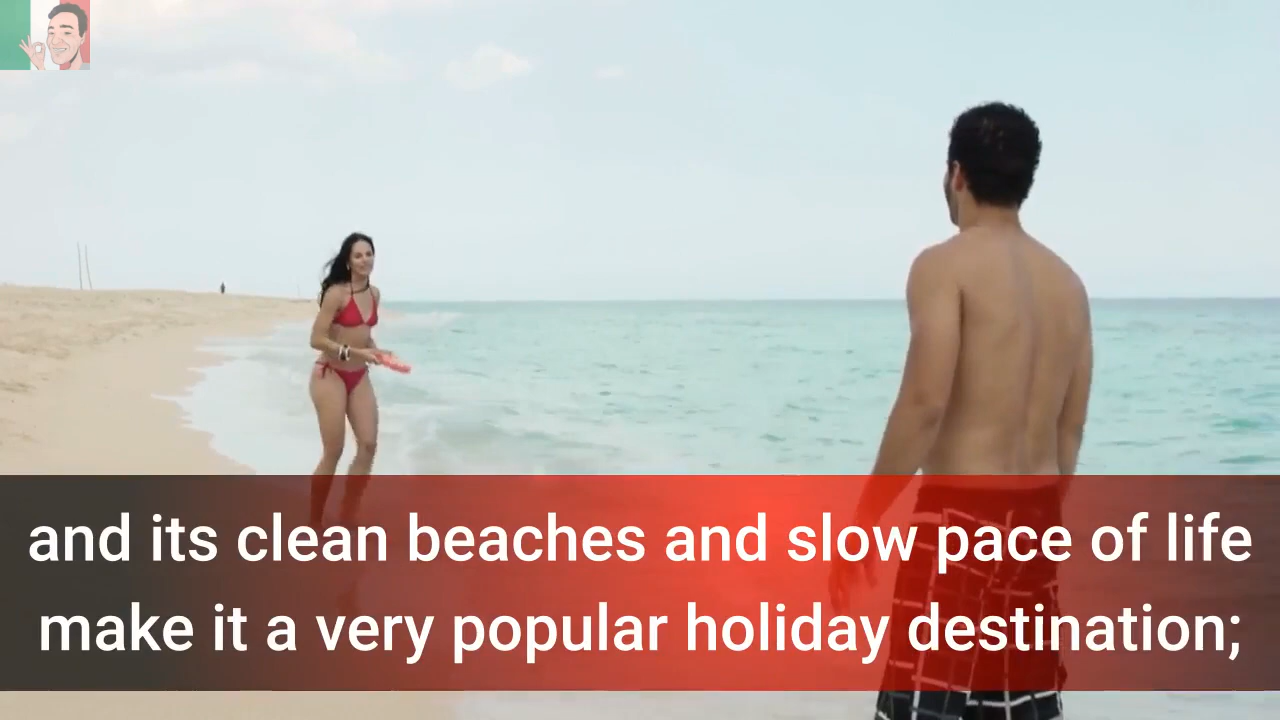 and its clean beaches and slow pace of life
make it a very popular holiday destination;